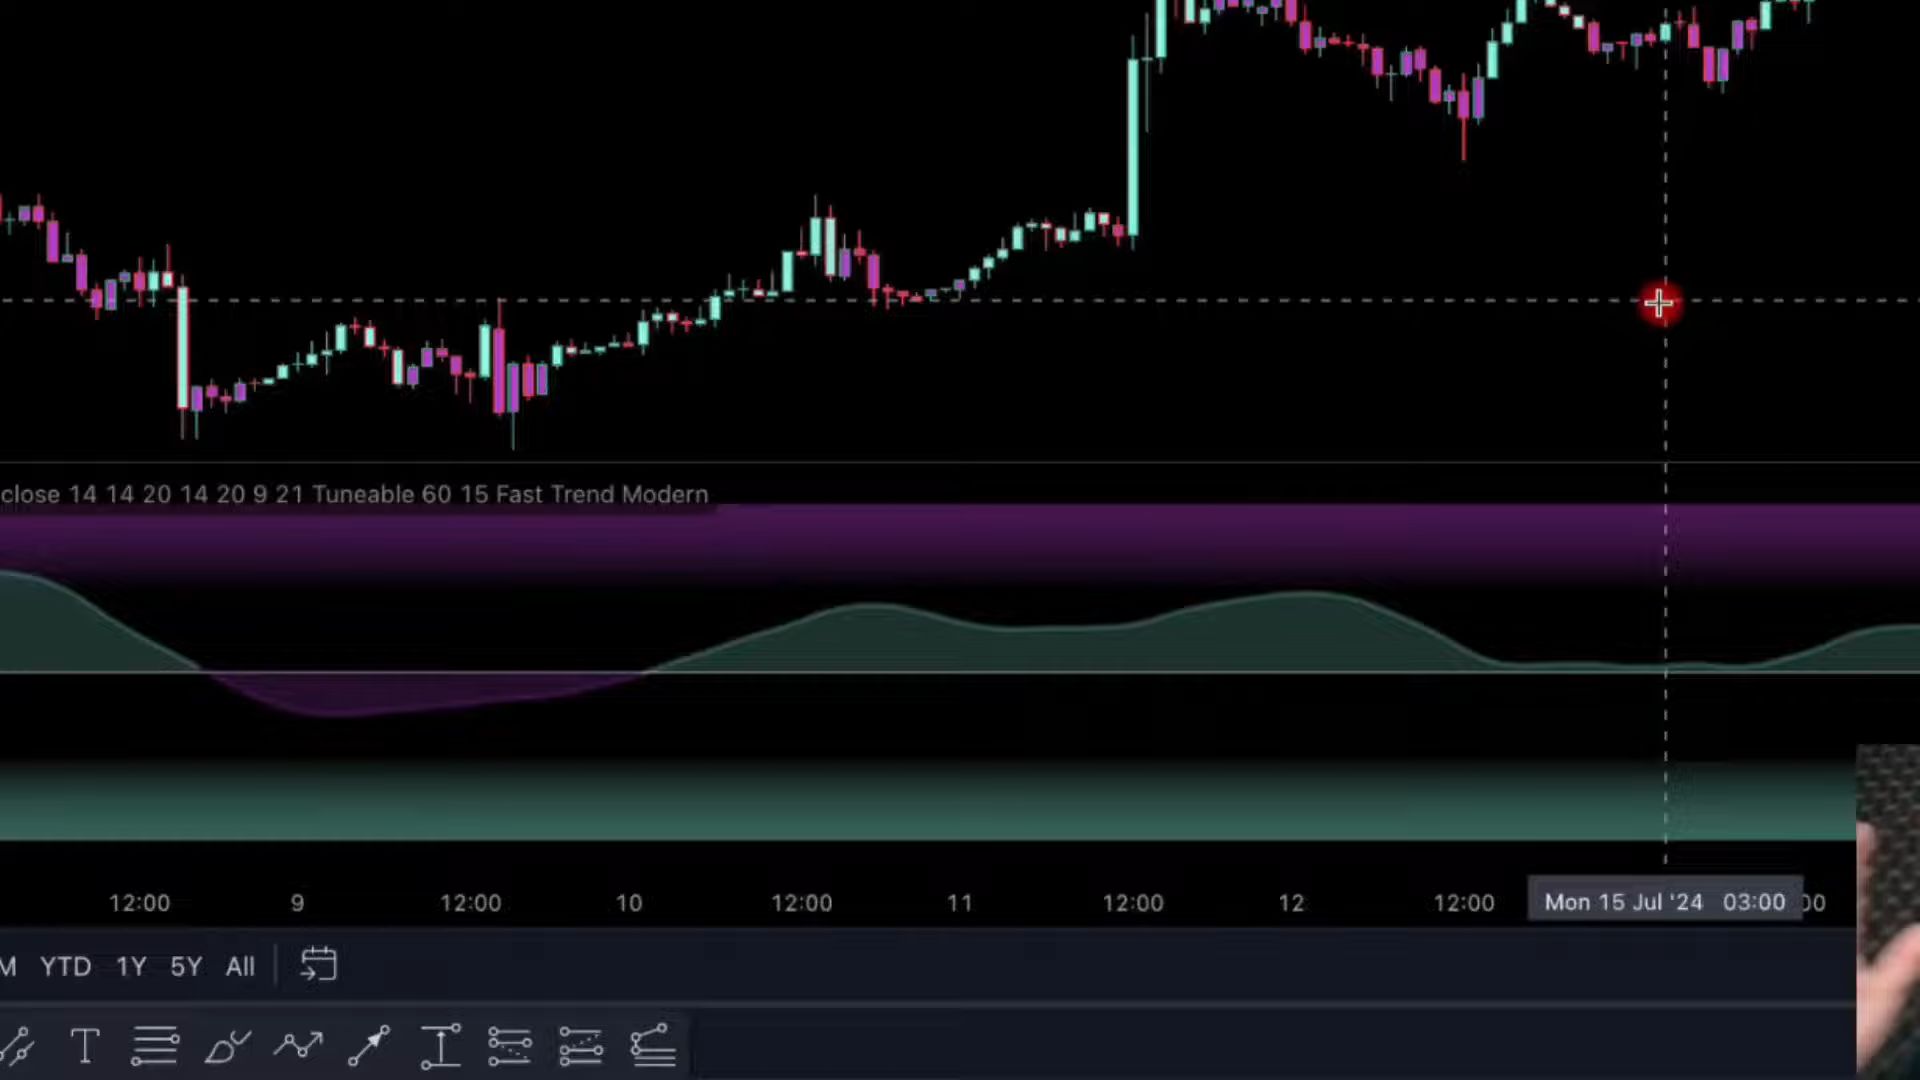 close 14 14 20 14 20 9 21 Tuneable 60 15 Fast Trend Modern
12:00 9 12:00 10 12:00 11 12:00 12 12:00 Mon 15 Jul '24 03:00 00
M YTD 1Y 5Y All
T